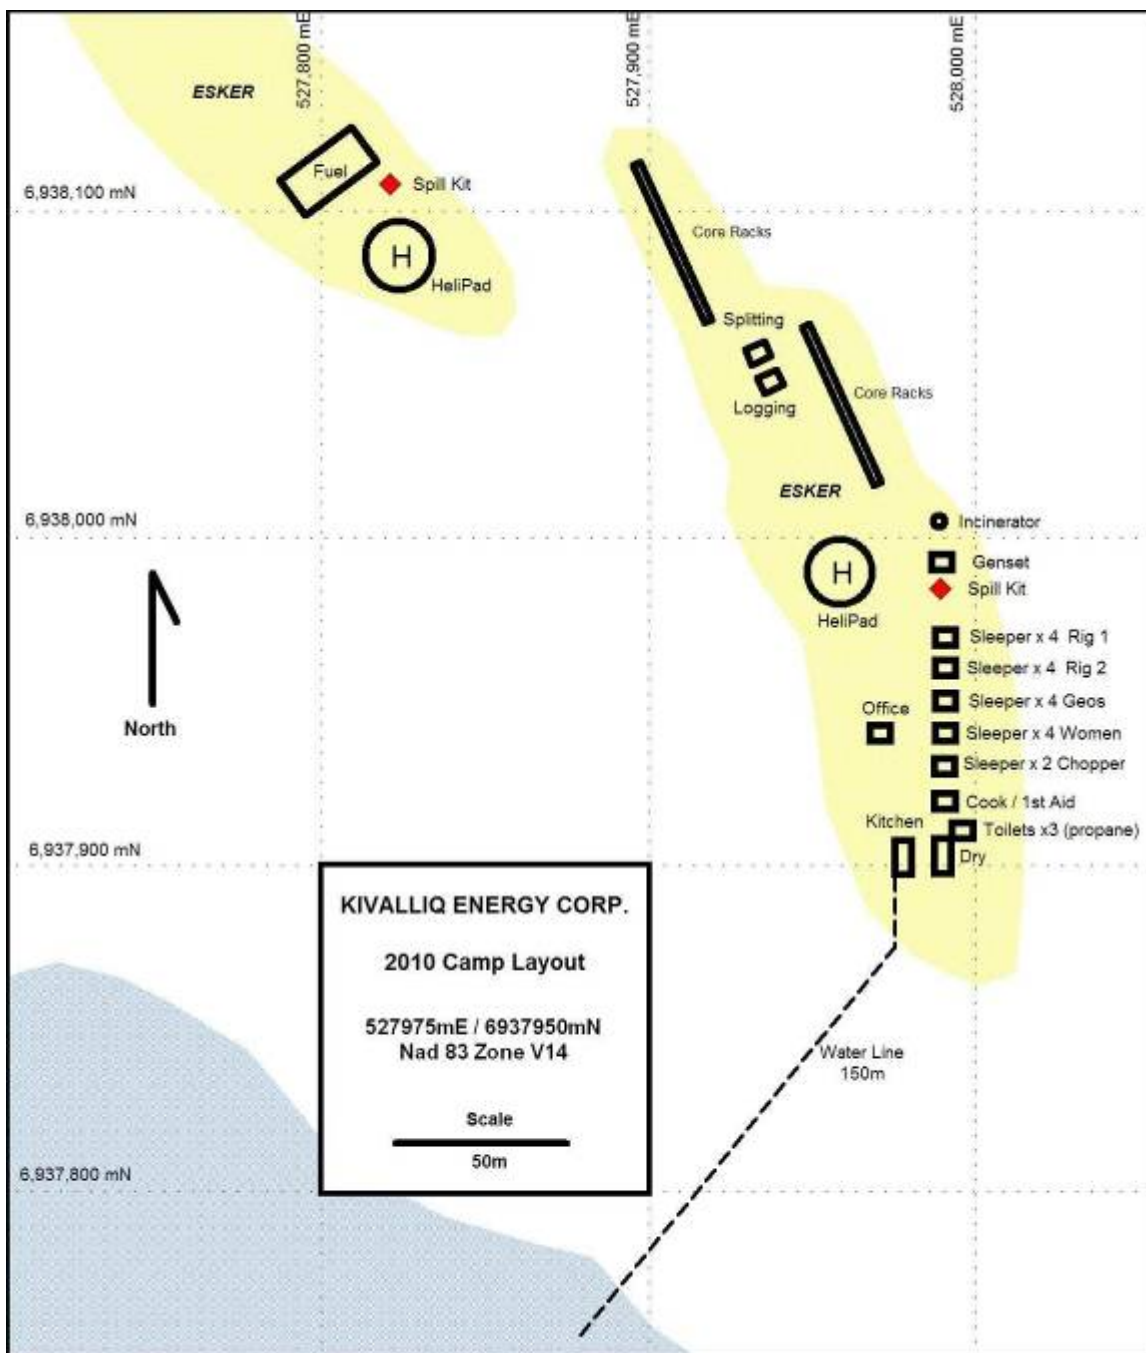 527,800 mE
527,900 mE
528,000 mE
ESKER
Fuel
Spill Kit
6,938,100 mN
H
HeliPad
Core Racks
Splitting
Logging
Core Racks
ESKER
6,938,000 mN
Incinerator
Genset
Spill Kit
H
HeliPad
Sleeper x 4 Rig 1
Sleeper x 4 Rig 2
Sleeper x 4 Geos
Office
Sleeper x 4 Women
Sleeper x 2 Chopper
Cook / 1st Aid
Kitchen
Toilets x3 (propane)
Dry
North
6,937,900 mN
KIVALLIQ ENERGY CORP.
2010 Camp Layout
527975mE / 6937950mN
Nad 83 Zone V14
Scale
50m
Water Line
150m
6,937,800 mN